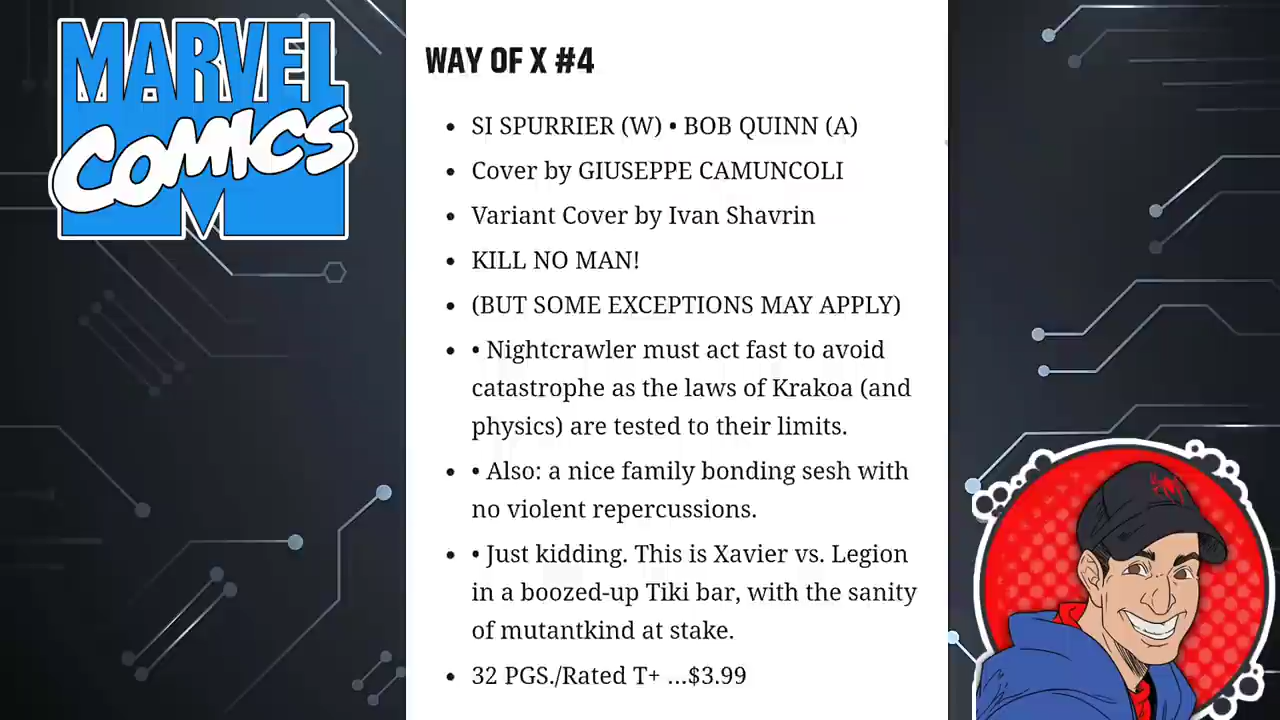 MARVEL
COMICS
M
WAY OF X #4
• SI SPURRIER (W) • BOB QUINN (A)
• Cover by GIUSEPPE CAMUNCOLI
• Variant Cover by Ivan Shavrin
• KILL NO MAN!
• (BUT SOME EXCEPTIONS MAY APPLY)
• • Nightcrawler must act fast to avoid
catastrophe as the laws of Krakoa (and
physics) are tested to their limits.
• • Also: a nice family bonding sesh with
no violent repercussions.
• • Just kidding. This is Xavier vs. Legion
in a boozed-up Tiki bar, with the sanity
of mutantkind at stake.
• 32 PGS./Rated T+ …$3.99